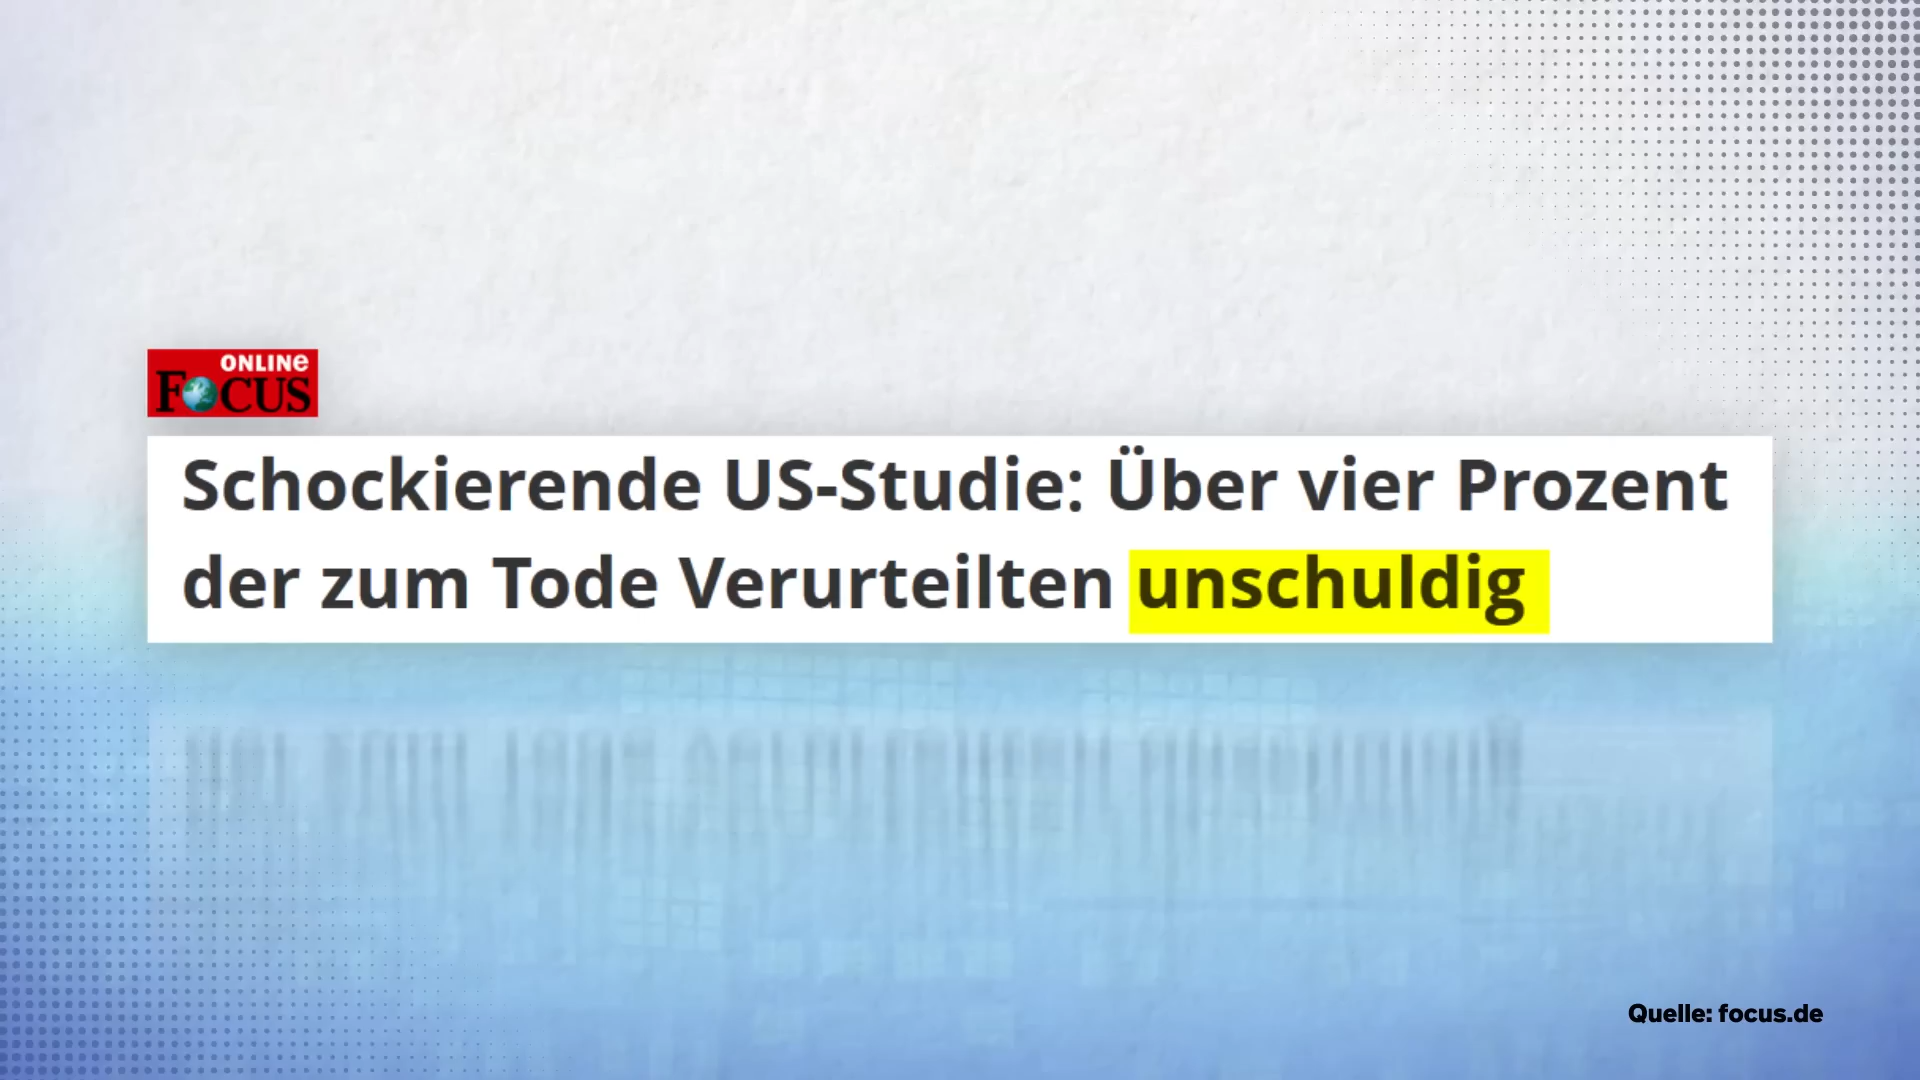 ONLINE
FOCUS
Schockierende US-Studie: Über vier Prozent
der zum Tode Verurteilten unschuldig
Quelle: focus.de